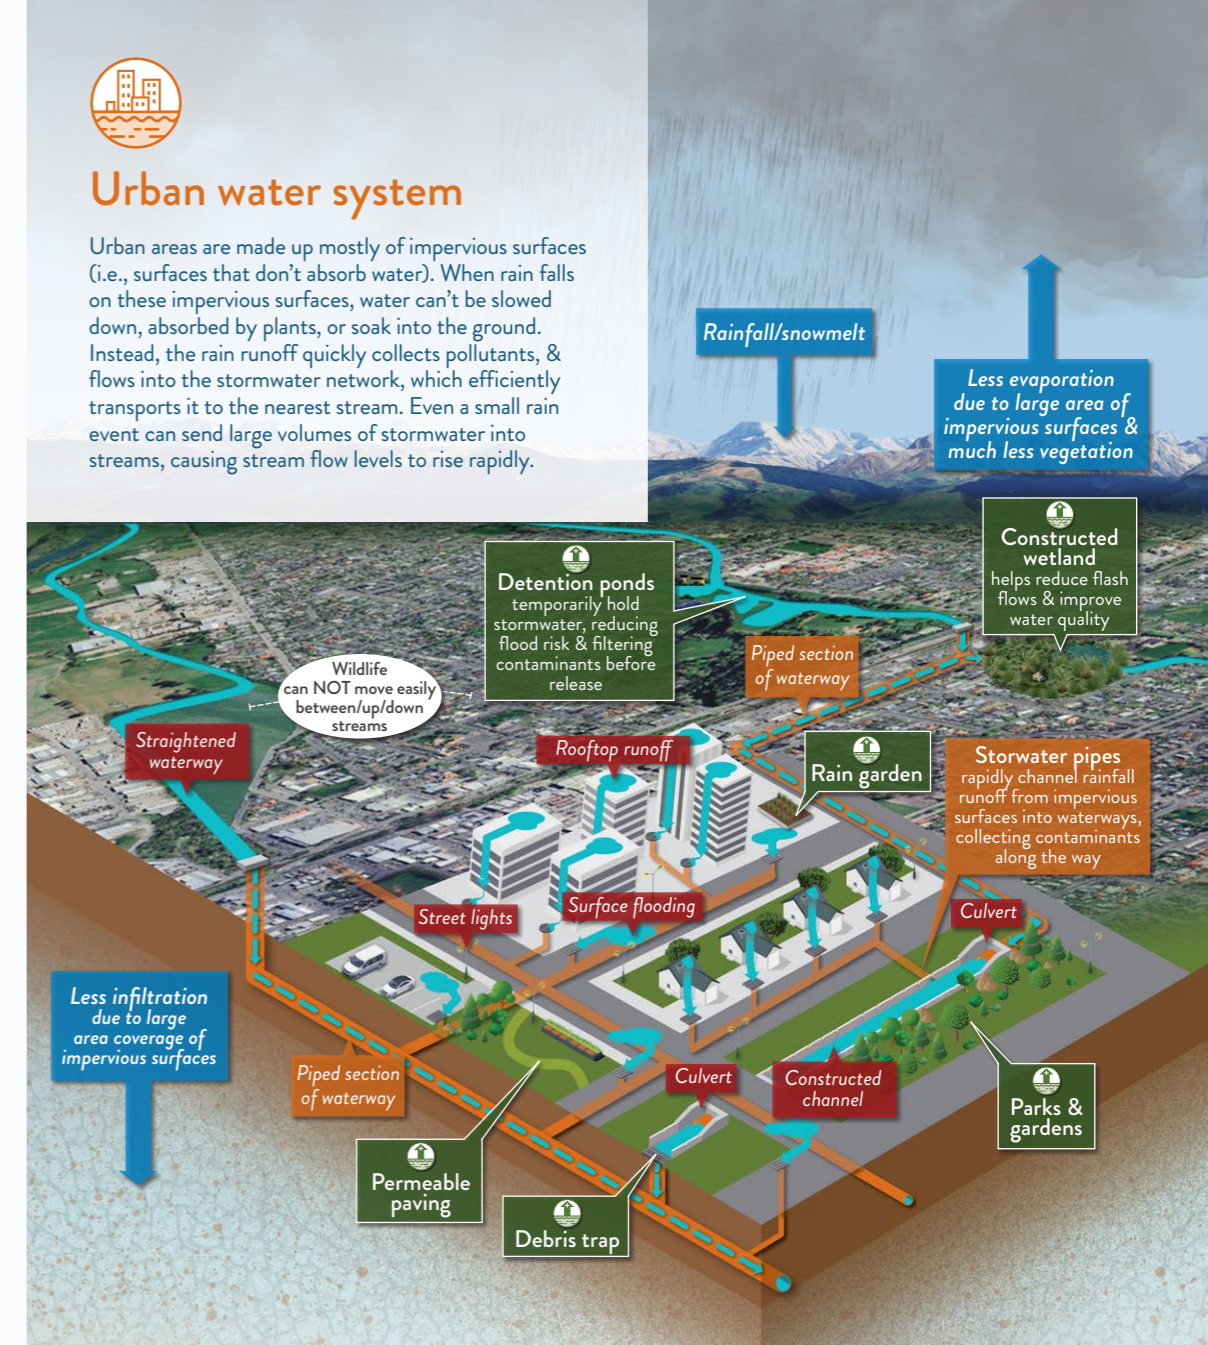 Urban water system
Urban areas are made up mostly of impervious surfaces
(i.e., surfaces that don't absorb water). When rain falls
on these impervious surfaces, water can't be slowed
down, absorbed by plants, or soak into the ground.
Instead, the rain runoff quickly collects pollutants, &
flows into the stormwater network, which efficiently
transports it to the nearest stream. Even a small rain
event can send large volumes of stormwater into
streams, causing stream flow levels to rise rapidly.
Rainfall/snowmelt
Less evaporation
due to large area of
impervious surfaces &
much less vegetation
Constructed
wetland
helps reduce flash
flows & improve
water quality
Detention ponds
temporarily hold
stormwater, reducing
flood risk & filtering
contaminants before
release
Piped section
of waterway
Wildlife
can NOT move easily
between/up/down
streams
Straightened
waterway
Rooftop runoff
Rain garden
Storwater pipes
rapidly channel rainfall
runoff from impervious
surfaces into waterways,
collecting contaminants
along the way
Street lights
Surface flooding
Culvert
Less infiltration
due to large
area coverage of
impervious surfaces
Piped section
of waterway
Culvert
Constructed
channel
Parks &
gardens
Permeable
paving
Debris trap